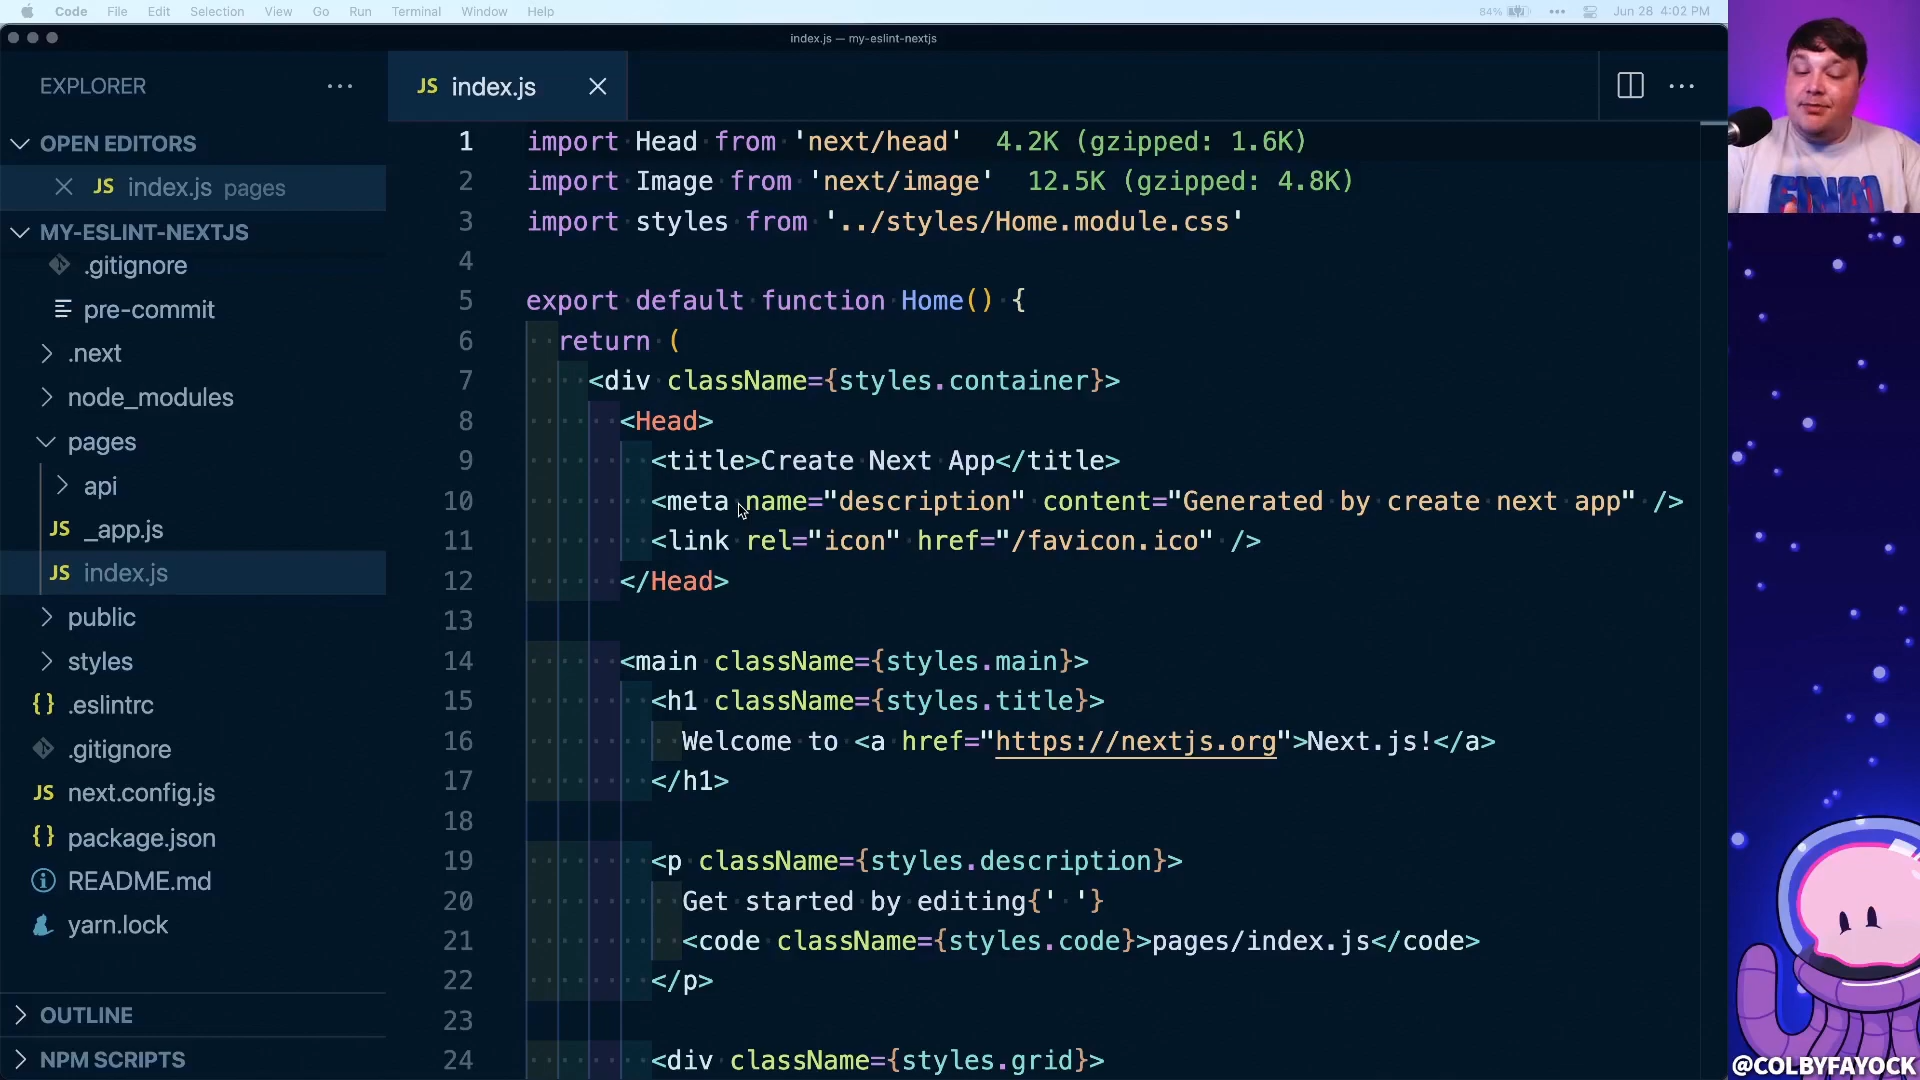 Code File Edit Selection View Go Run Terminal Window Help 84% Jun 28 4:02 PM
index.js — my-eslint-nextjs
EXPLORER
JS index.js
OPEN EDITORS
JS index.js pages
MY-ESLINT-NEXTJS
.gitignore
pre-commit
.next
node_modules
pages
api
JS _app.js
JS index.js
public
styles
{} .eslintrc
.gitignore
JS next.config.js
{} package.json
README.md
yarn.lock
OUTLINE
NPM SCRIPTS
1 import Head from 'next/head' 4.2K (gzipped: 1.6K)
2 import Image from 'next/image' 12.5K (gzipped: 4.8K)
3 import styles from '../styles/Home.module.css'
4
5 export default function Home() {
6 return (
7 <div className={styles.container}>
8 <Head>
9 <title>Create Next App</title>
10 <meta name="description" content="Generated by create next app" />
11 <link rel="icon" href="/favicon.ico" />
12 </Head>
13
14 <main className={styles.main}>
15 <h1 className={styles.title}>
16 Welcome to <a href="https://nextjs.org">Next.js!</a>
17 </h1>
18
19 <p className={styles.description}>
20 Get started by editing{' '}
21 <code className={styles.code}>pages/index.js</code>
22 </p>
23
24 <div className={styles.grid}>
FINAL
@COLBYFAYOCK